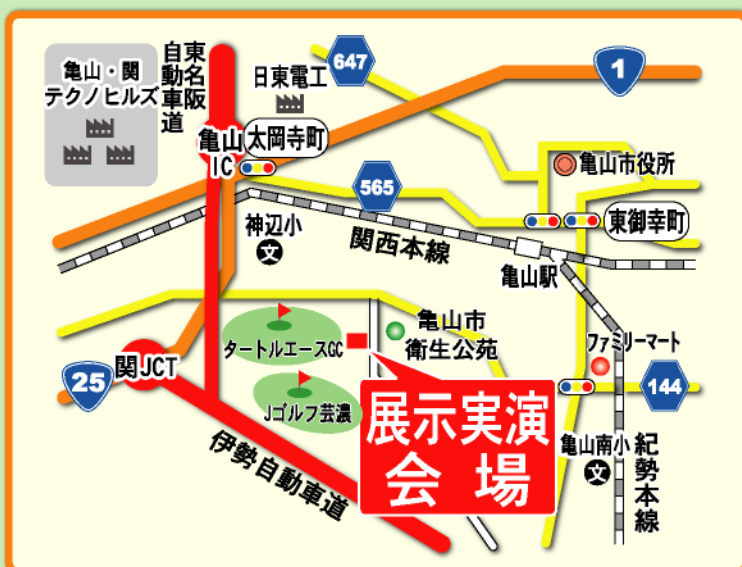 亀山・関
テクノヒルズ
東名阪
自動車道
日東電工
647
1
亀山
IC
太岡寺町
亀山市役所
565
東御幸町
神辺小
文
関西本線
亀山駅
タートルエースGC
亀山市
衛生公苑
ファミリーマート
25
関JCT
Jゴルフ芸濃
展示実演
会場
144
亀山南小
文
紀勢本線
伊勢自動車道